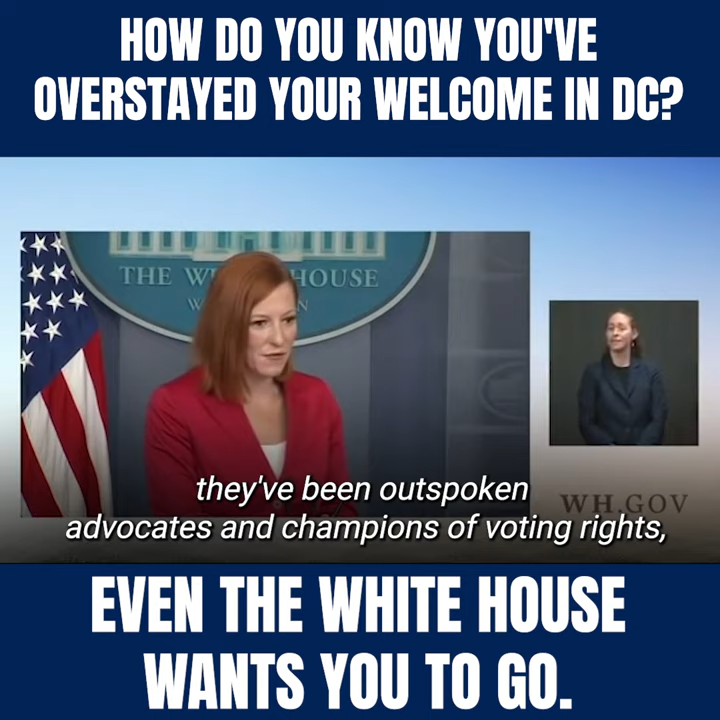 HOW DO YOU KNOW YOU'VE
OVERSTAYED YOUR WELCOME IN DC?
THE WHOUSE
W N
they've been outspoken
WH.GOV
advocates and champions of voting rights,
EVEN THE WHITE HOUSE
WANTS YOU TO GO.